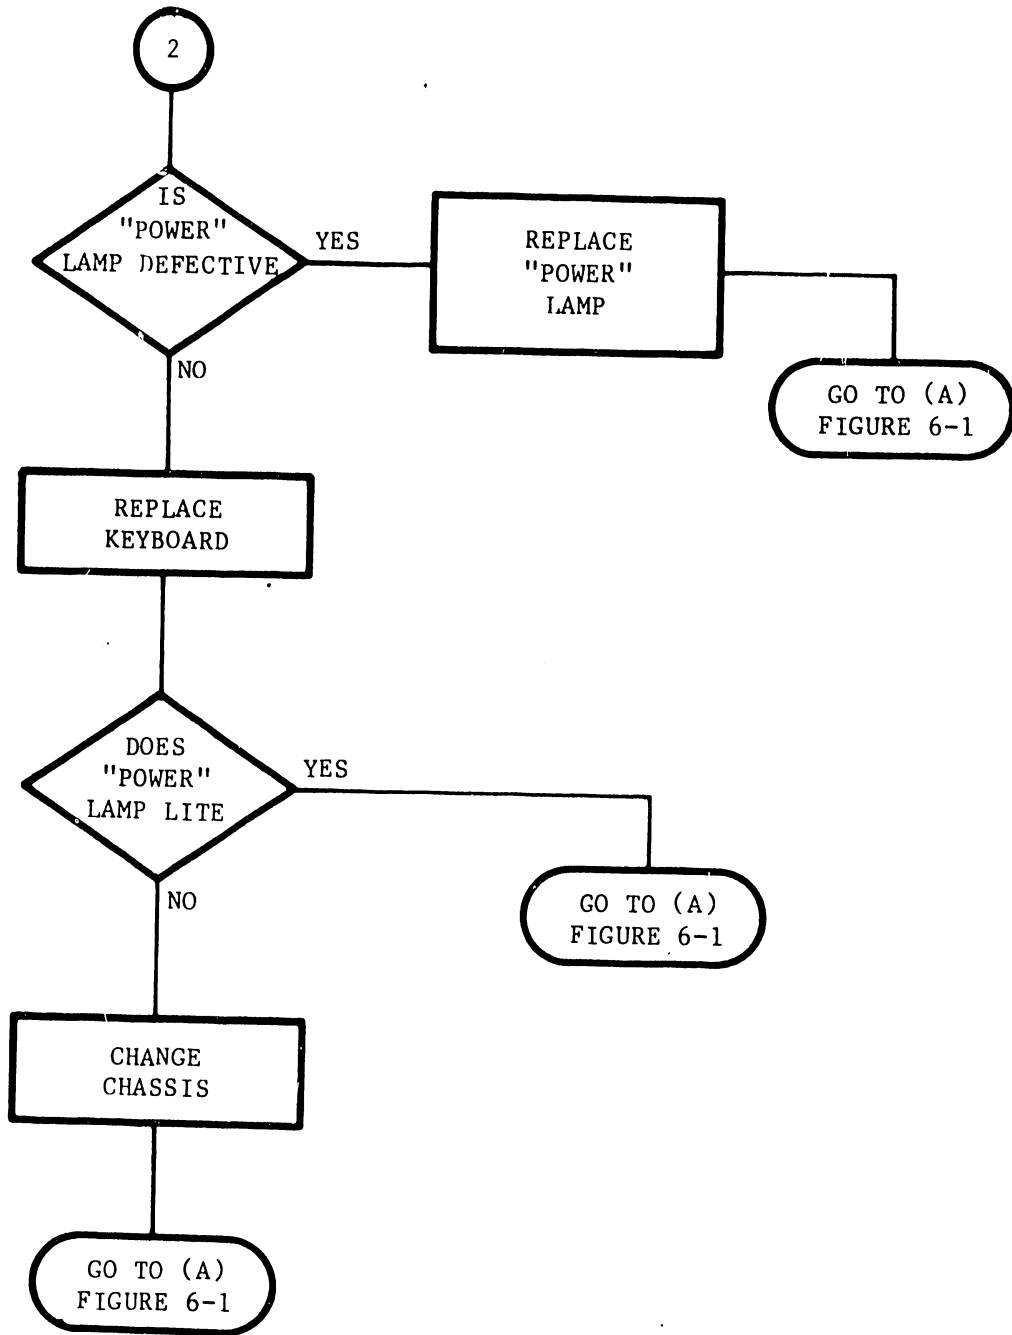 2
IS
"POWER"
LAMP DEFECTIVE
YES
REPLACE
"POWER"
LAMP
NO
GO TO (A)
FIGURE 6-1
REPLACE
KEYBOARD
DOES
"POWER"
LAMP LITE
YES
NO
GO TO (A)
FIGURE 6-1
CHANGE
CHASSIS
GO TO (A)
FIGURE 6-1